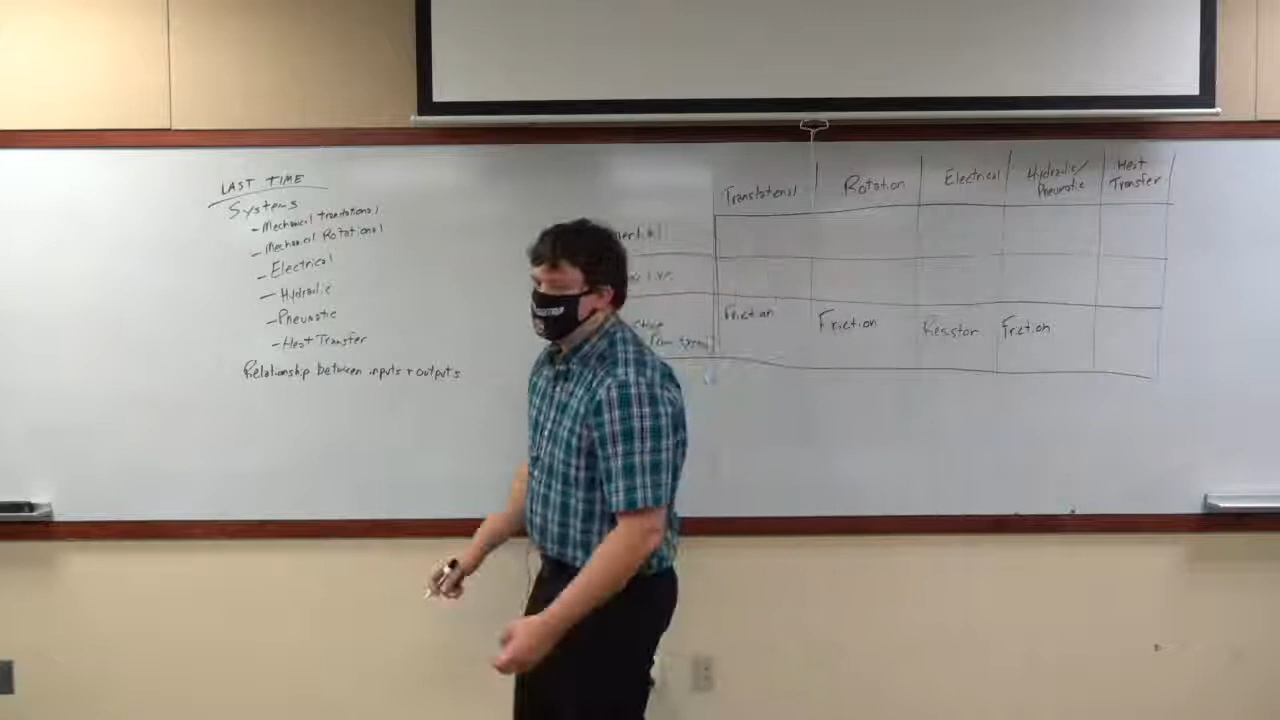 LAST TIME
Systems
- Mechanical translational
- Mechanical Rotational
- Electrical
- Hydraulic
- Pneumatic
- Heat Transfer
Relationship between inputs + outputs
Translational Rotation Electrical Hydraulic/ Heat
Pneumatic Transfer
Friction Friction Resistor Friction